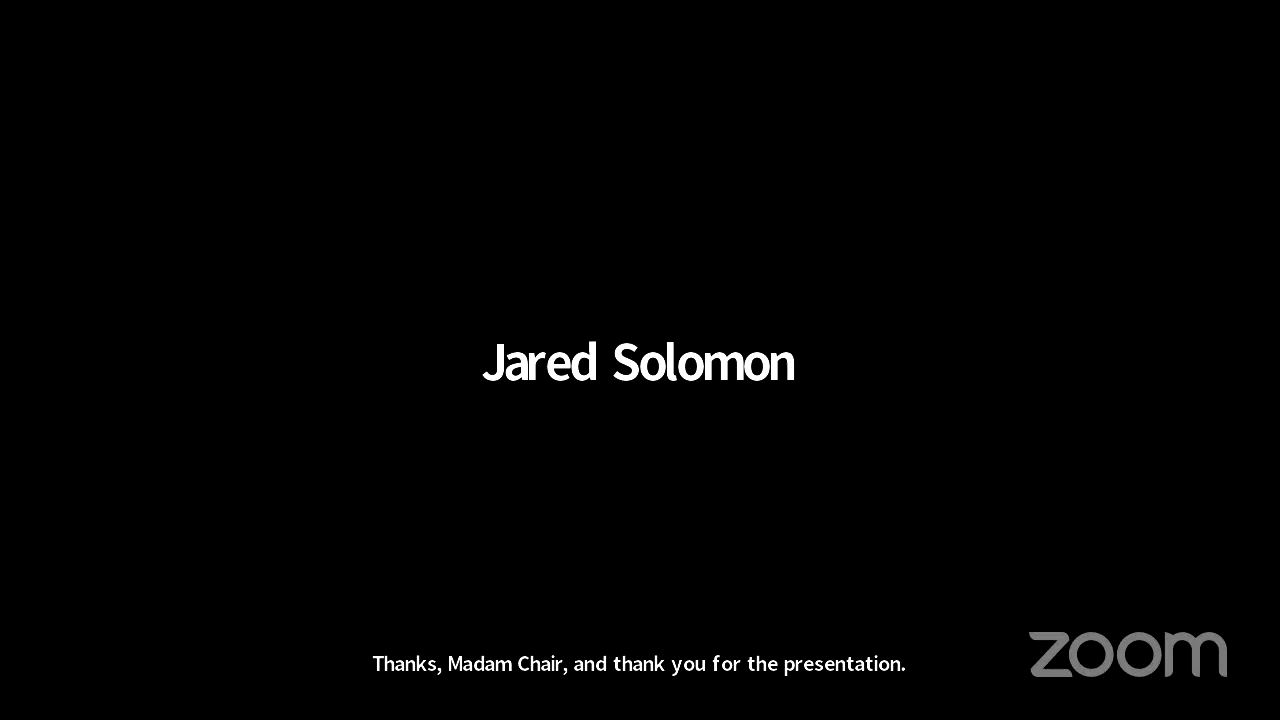 Jared Solomon
Thanks, Madam Chair, and thank you for the presentation.
zoom